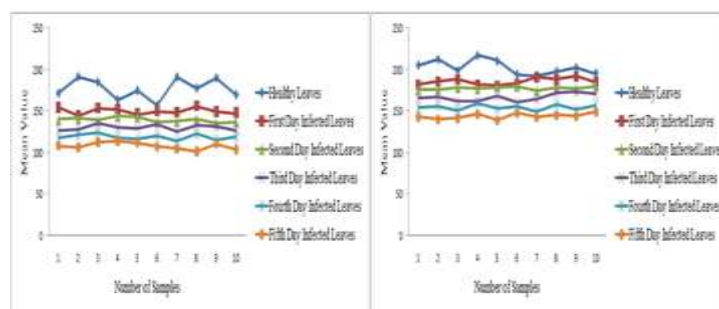 250
200
150
100
50
0
Mean Value
1 2 3 4 5 6 7 8 9 10
Number of Samples
Healthy Leaves
First Day Infected Leaves
Second Day Infected Leaves
Third Day Infected Leaves
Fourth Day Infected Leaves
Fifth Day Infected Leaves
250
200
150
100
50
0
Mean Value
1 2 3 4 5 6 7 8 9 10
Number of Samples
Healthy Leaves
First Day Infected Leaves
Second Day Infected Leaves
Third Day Infected Leaves
Fourth Day Infected Leaves
Fifth Day Infected Leaves